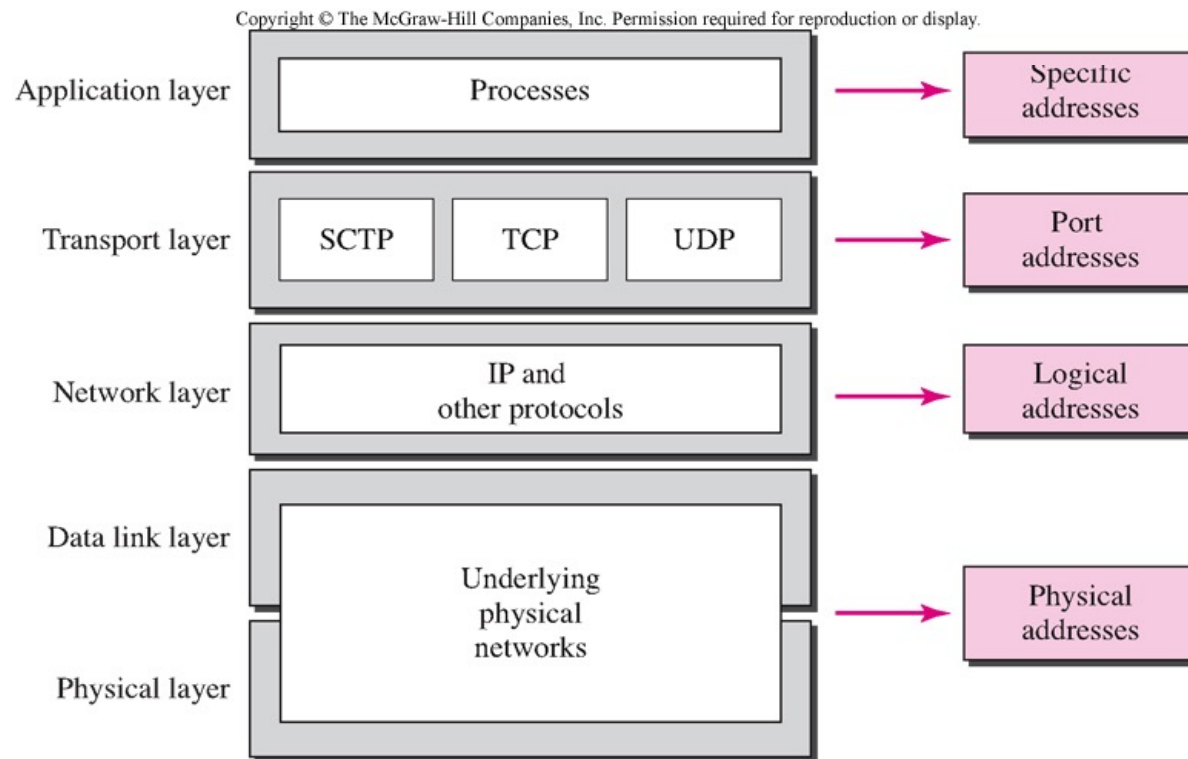 Copyright © The McGraw-Hill Companies, Inc. Permission required for reproduction or display.
Application layer
Processes
Specific
addresses
Transport layer
SCTP
TCP
UDP
Port
addresses
Network layer
IP and
other protocols
Logical
addresses
Data link layer
Underlying
physical
networks
Physical
addresses
Physical layer